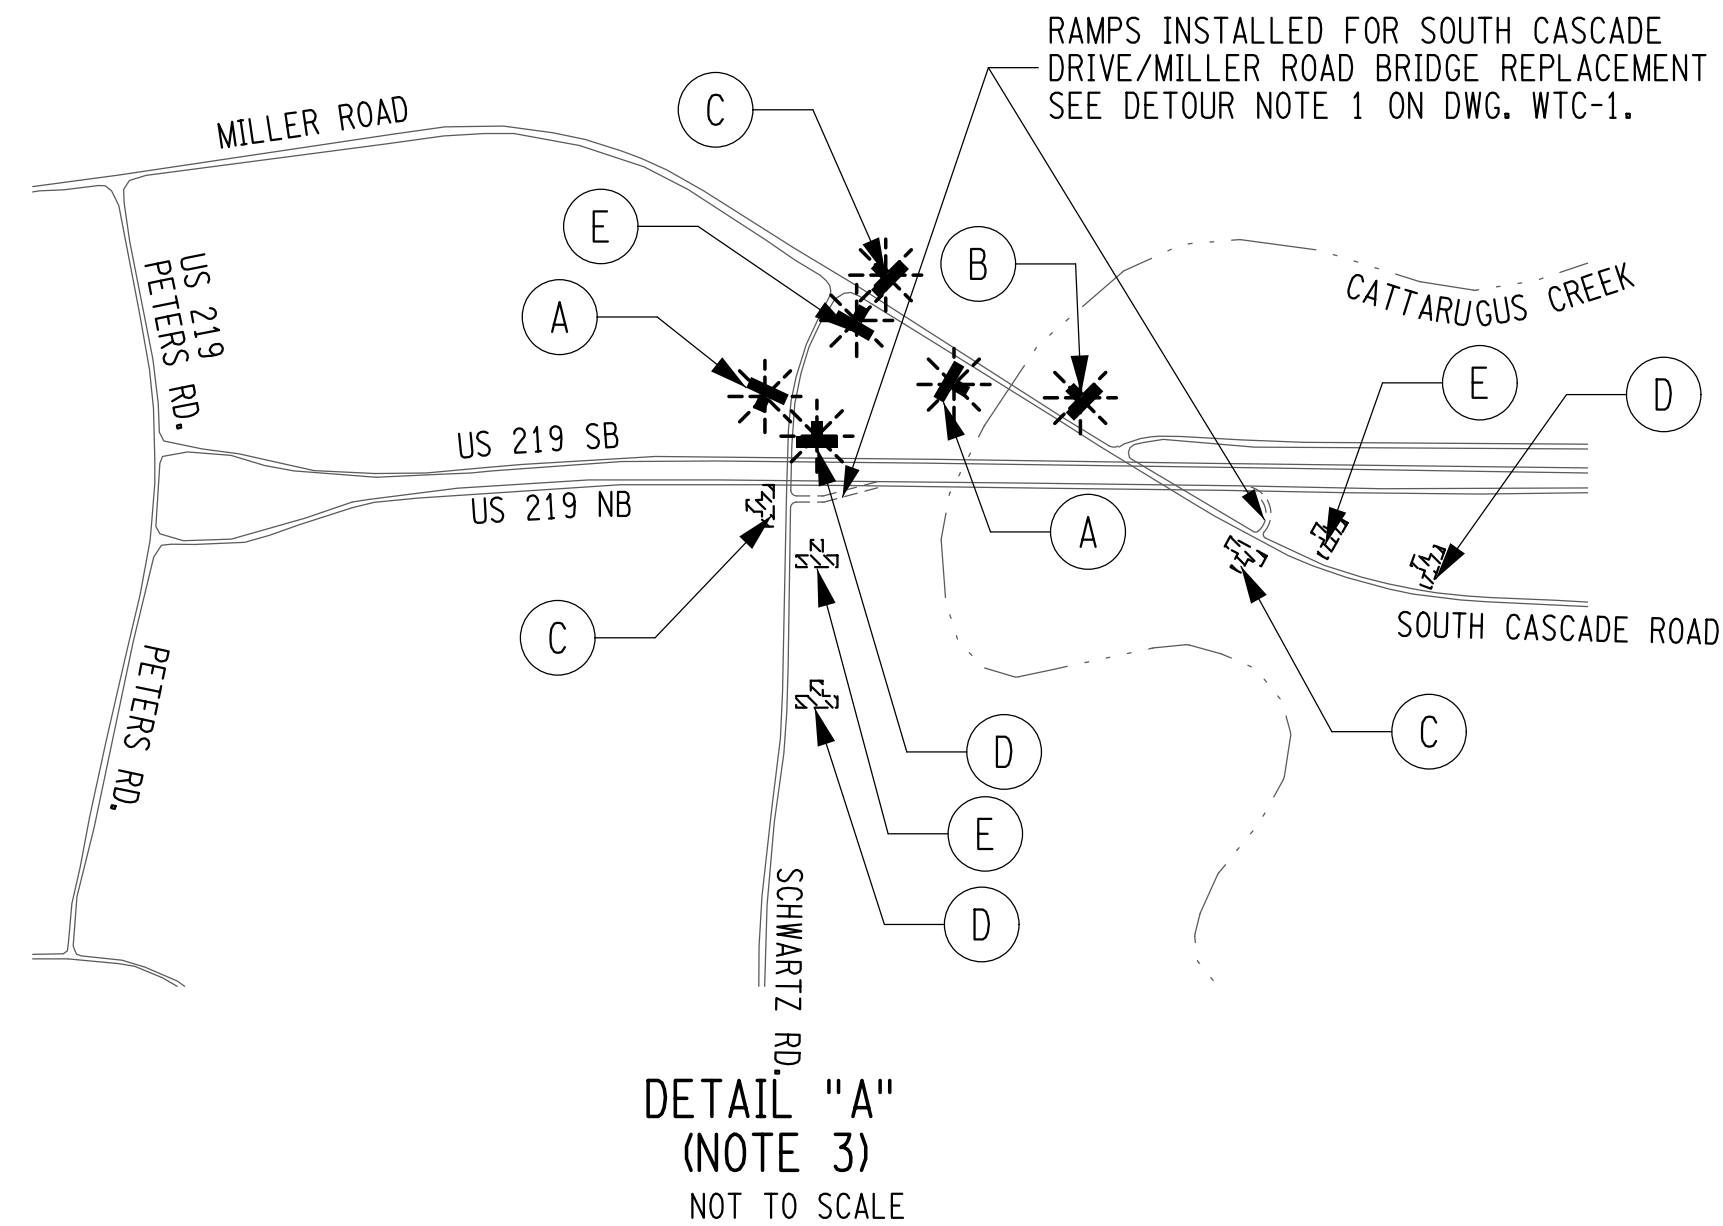 RAMPS INSTALLED FOR SOUTH CASCADE
DRIVE/MILLER ROAD BRIDGE REPLACEMENT
SEE DETOUR NOTE 1 ON DWG. WTC-1.
C
MILLER ROAD
E
B
A
US 219
PETERS RD.
CATTARUGUS CREEK
E
D
US 219 SB
US 219 NB
A
C
SOUTH CASCADE ROAD
PETERS RD.
C
D
E
D
SCHWARTZ RD.
DETAIL "A"
(NOTE 3)
NOT TO SCALE